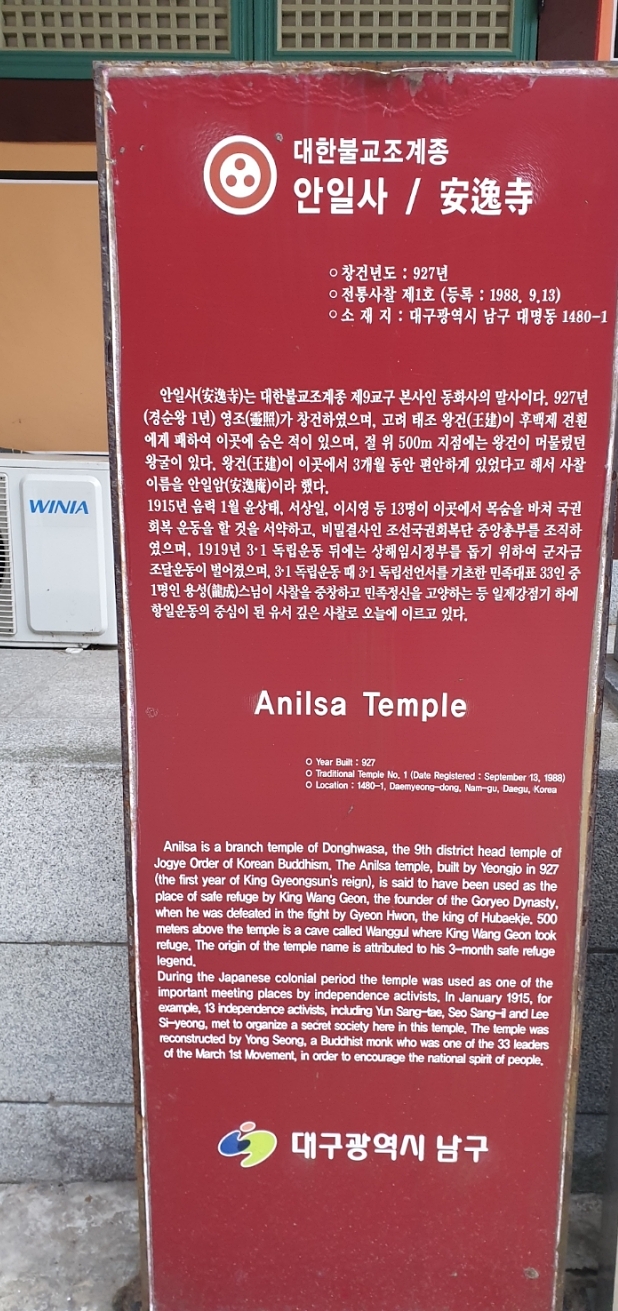 대한불교조계종
안일사 / 安逸寺
○ 창건년도 : 927년
○ 전통사찰 제1호 (등록 : 1988. 9.13)
○ 소 재 지 : 대구광역시 남구 대명동 1480-1
안일사(安逸寺)는 대한불교조계종 제9교구 본사인 동화사의 말사이다. 927년
(경순왕 1년) 영조(靈照)가 창건하였으며, 고려 태조 왕건(王建)이 후백제 견훤
에게 패하여 이곳에 숨은 적이 있으며, 절 위 500m 지점에는 왕건이 머물렀던
왕굴이 있다. 왕건(王建)이 이곳에서 3개월 동안 편안하게 있었다고 해서 사찰
이름을 안일암(安逸庵)이라 했다.
1915년 음력 1월 윤상태, 서상일, 이시영 등 13명이 이곳에서 목숨을 바쳐 국권
회복 운동을 할 것을 서약하고, 비밀결사인 조선국권회복단 중앙총부를 조직하
였으며, 1919년 3·1 독립운동 뒤에는 상해임시정부를 돕기 위하여 군자금
조달운동이 벌어졌으며, 3·1 독립운동 때 3·1 독립선언서를 기초한 민족대표 33인 중
1명인 용성(龍成)스님이 사찰을 중창하고 민족정신을 고양하는 등 일제강점기 하에
항일운동의 중심이 된 유서 깊은 사찰로 오늘에 이르고 있다.
Anilsa Temple
○ Year Built : 927
○ Traditional Temple No. 1 (Date Registered : September 13, 1988)
○ Location : 1480-1, Daemyeong-dong, Nam-gu, Daegu, Korea
Anilsa is a branch temple of Donghwasa, the 9th district head temple of
Jogye Order of Korean Buddhism. The Anilsa temple, built by Yeongjo in 927
(the first year of King Gyeongsun's reign), is said to have been used as the
place of safe refuge by King Wang Geon, the founder of the Goryeo Dynasty,
when he was defeated in the fight by Gyeon Hwon, the king of Hubaekje. 500
meters above the temple is a cave called Wanggul where King Wang Geon took
refuge. The origin of the temple name is attributed to his 3-month safe refuge
legend.
During the Japanese colonial period the temple was used as one of the
important meeting places by independence activists. In January 1915, for
example, 13 independence activists, including Yun Sang-tae, Seo Sang-il and Lee
Si-yeong, met to organize a secret society here in this temple. The temple was
reconstructed by Yong Seong, a Buddhist monk who was one of the 33 leaders
of the March 1st Movement, in order to encourage the national spirit of people.
대구광역시 남구
WINIA